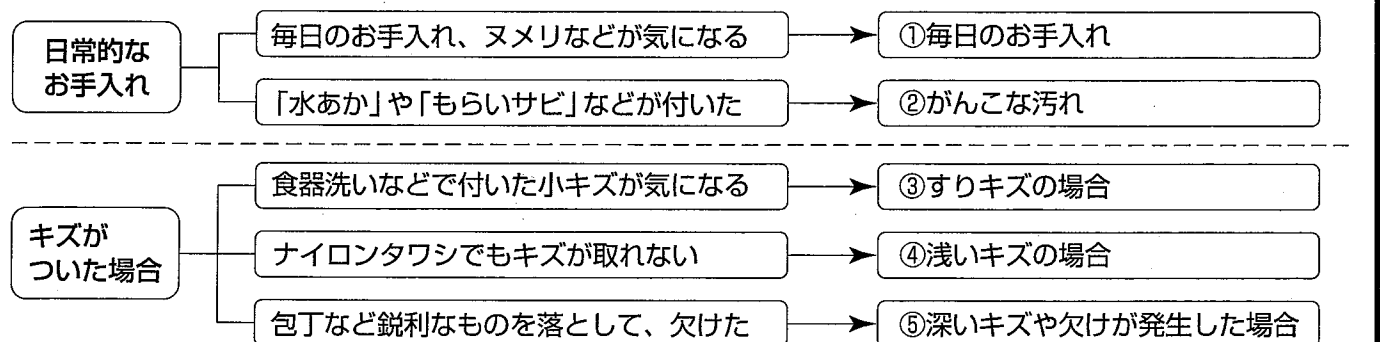 日常的な
お手入れ
毎日のお手入れ、ヌメリなどが気になる
①毎日のお手入れ
「水あか」や「もらいサビ」などが付いた
②がんこな汚れ
キズが
ついた場合
食器洗いなどで付いた小キズが気になる
③すりキズの場合
ナイロンタワシでもキズが取れない
④浅いキズの場合
包丁など鋭利なものを落として、欠けた
⑤深いキズや欠けが発生した場合